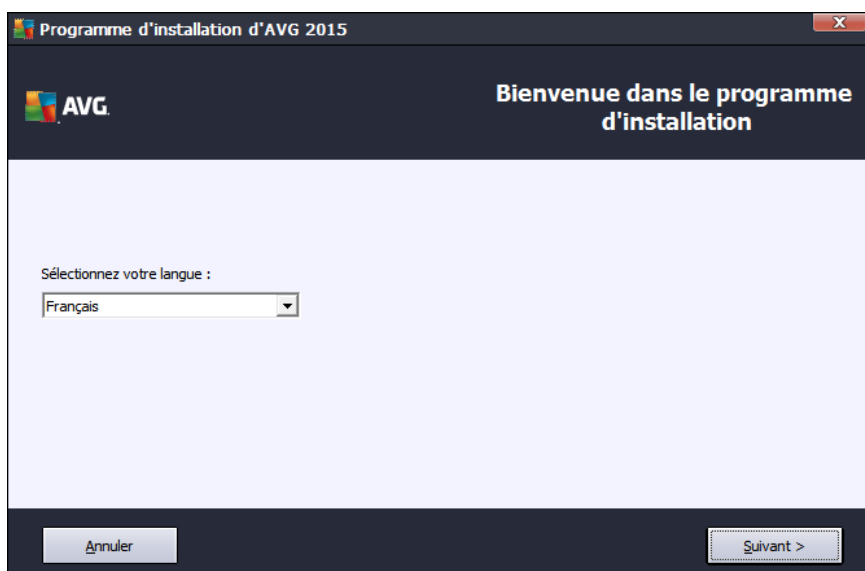 Programme d'installation d'AVG 2015
X
AVG.
Bienvenue dans le programme
d'installation
Sélectionnez votre langue :
Français
Annuler
Suivant >